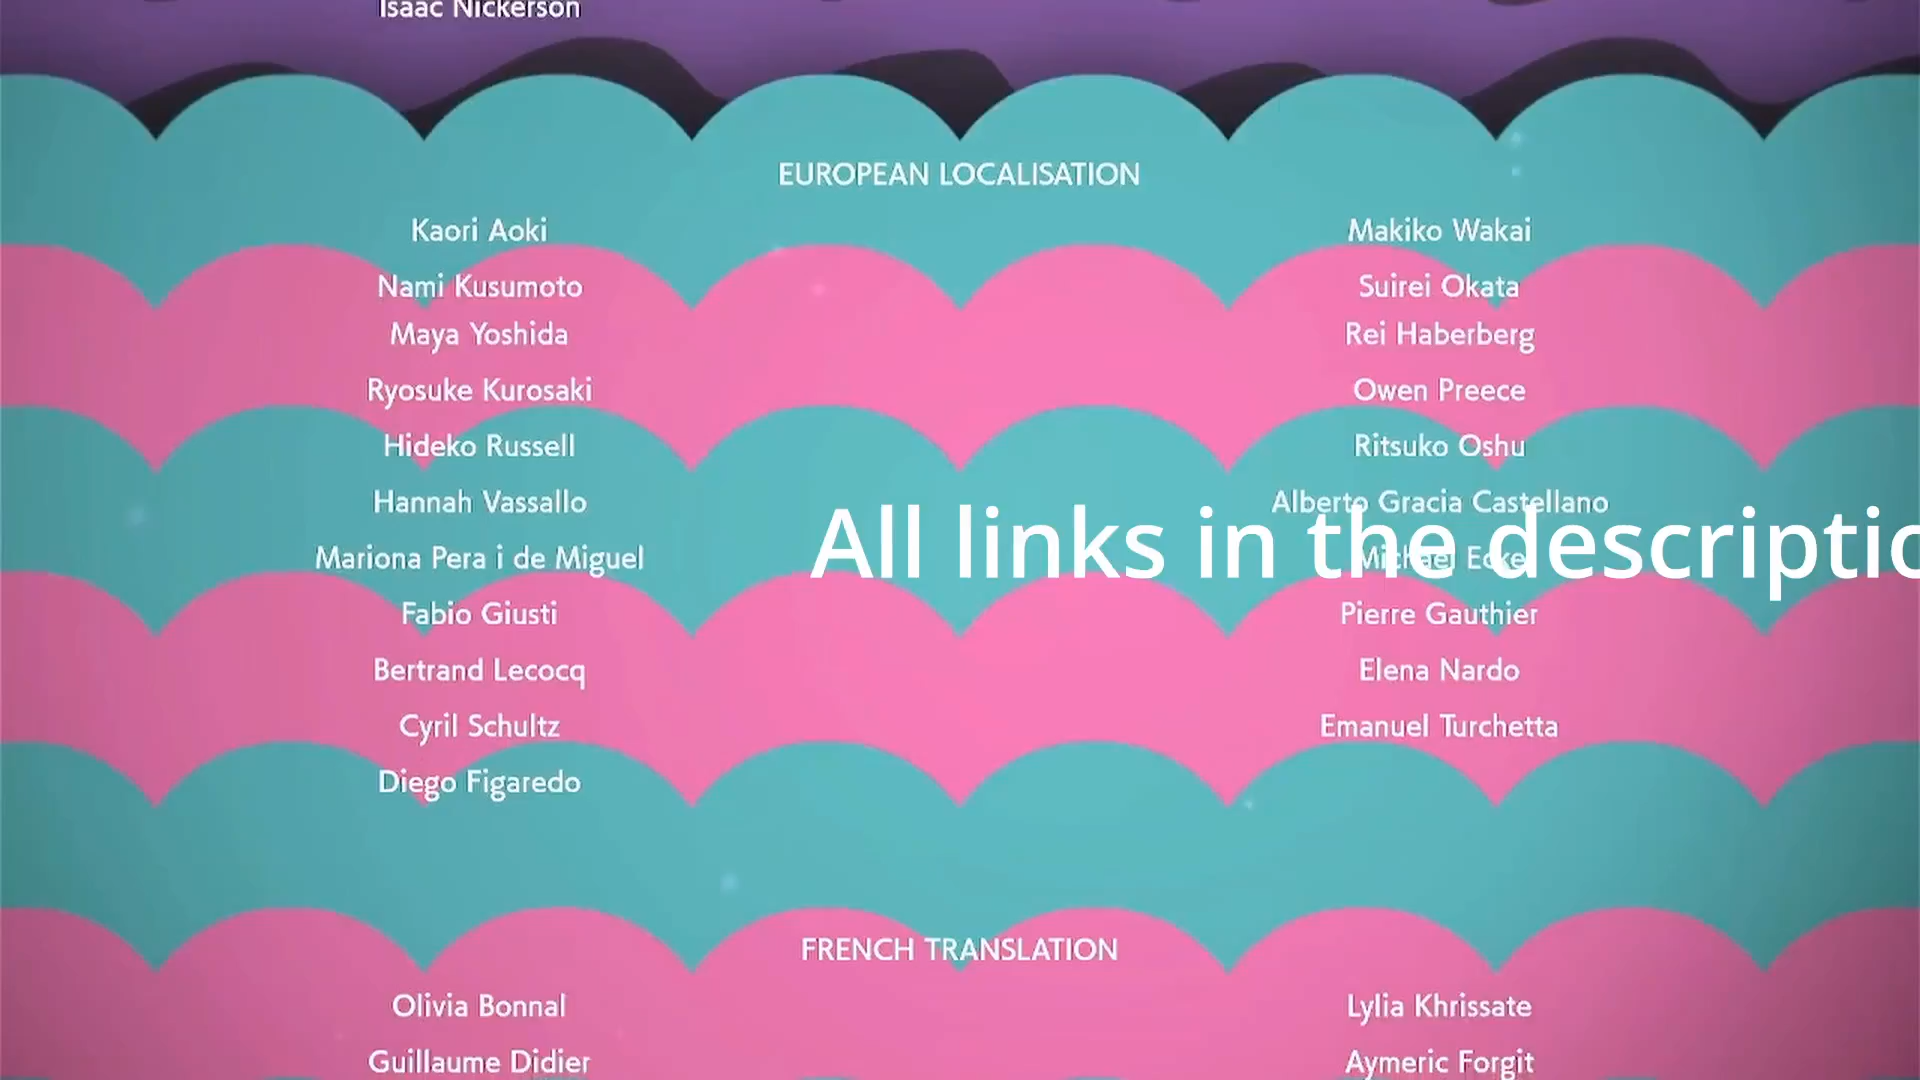 Isaac Nickerson
EUROPEAN LOCALISATION
Kaori Aoki
Makiko Wakai
Nami Kusumoto
Suirei Okata
Maya Yoshida
Rei Haberberg
Ryosuke Kurosaki
Owen Preece
Hideko Russell
Ritsuko Oshu
Hannah Vassallo
Alberto Gracia Castellano
All links in the
Mariona Pera i de Miguel
Michael
Fabio Giusti
Pierre Gauthier
Bertrand Lecocq
Elena Nardo
Cyril Schultz
Emanuel Turchetta
Diego Figaredo
FRENCH TRANSLATION
Olivia Bonnal
Lylia Khrissate
Guillaume Didier
Aymeric Forgit